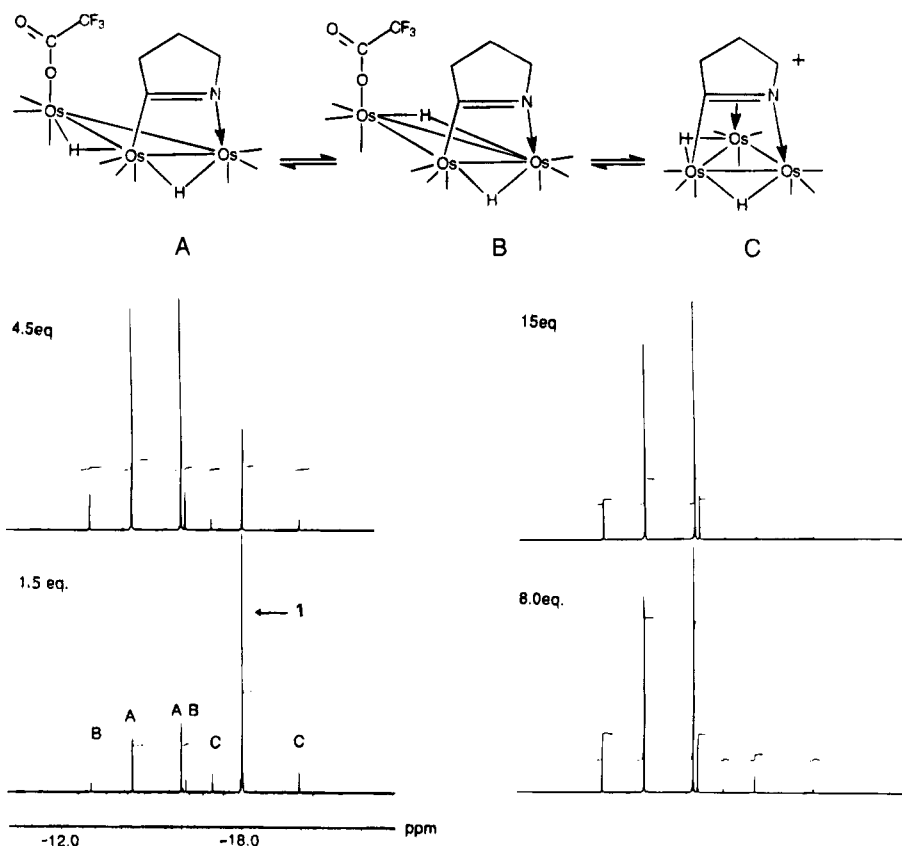 O
CF3
C
O
Os
H
Os
N
Os
H
O
CF3
C
O
Os
H
N
Os
Os
H
+
N
H
Os
Os
Os
H
A
B
C
4.5eq
15eq
1.5 eq.
8.0eq.
1
B A A B C C
-12.0 -18.0 ppm